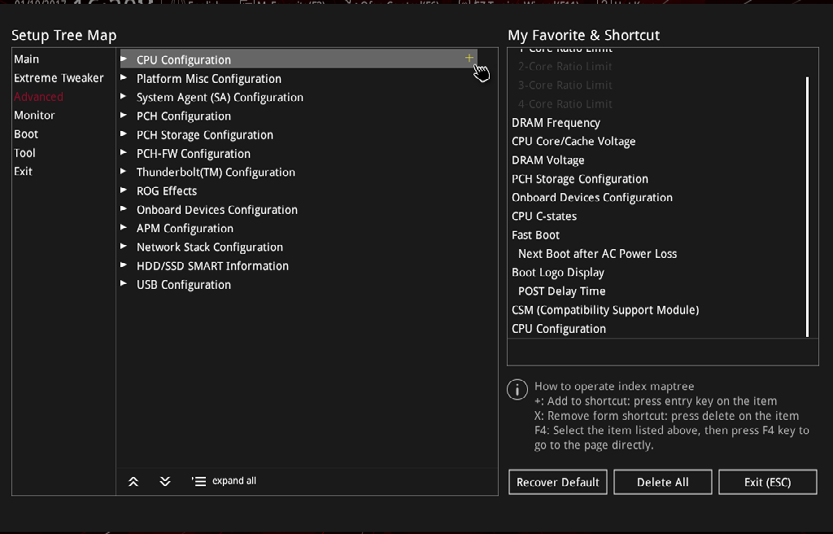 Setup Tree Map
Main
Extreme Tweaker
Advanced
Monitor
Boot
Tool
Exit
CPU Configuration +
Platform Misc Configuration
System Agent (SA) Configuration
PCH Configuration
PCH Storage Configuration
PCH-FW Configuration
Thunderbolt(TM) Configuration
ROG Effects
Onboard Devices Configuration
APM Configuration
Network Stack Configuration
HDD/SSD SMART Information
USB Configuration
expand all
My Favorite & Shortcut
1-Core Ratio Limit
2-Core Ratio Limit
3-Core Ratio Limit
4-Core Ratio Limit
DRAM Frequency
CPU Core/Cache Voltage
DRAM Voltage
PCH Storage Configuration
Onboard Devices Configuration
CPU C-states
Fast Boot
Next Boot after AC Power Loss
Boot Logo Display
POST Delay Time
CSM (Compatibility Support Module)
CPU Configuration
How to operate index maptree
+: Add to shortcut: press entry key on the item
X: Remove form shortcut: press delete on the item
F4: Select the item listed above, then press F4 key to
go to the page directly.
Recover Default
Delete All
Exit (ESC)